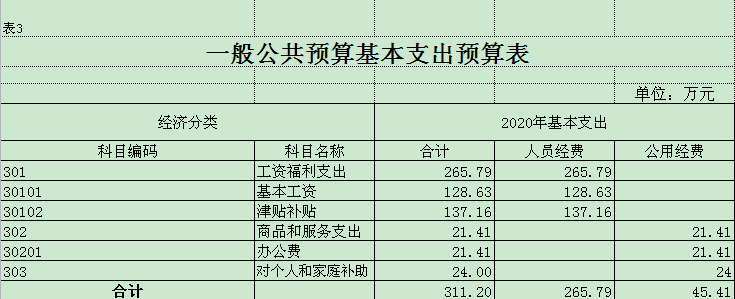 表3
一般公共预算基本支出预算表
单位：万元
经济分类 2020年基本支出
科目编码 科目名称 合计 人员经费 公用经费
301 工资福利支出 265.79 265.79
30101 基本工资 128.63 128.63
30102 津贴补贴 137.16 137.16
302 商品和服务支出 21.41 21.41
30201 办公费 21.41 21.41
303 对个人和家庭补助 24.00 24
合计 311.20 265.79 45.41